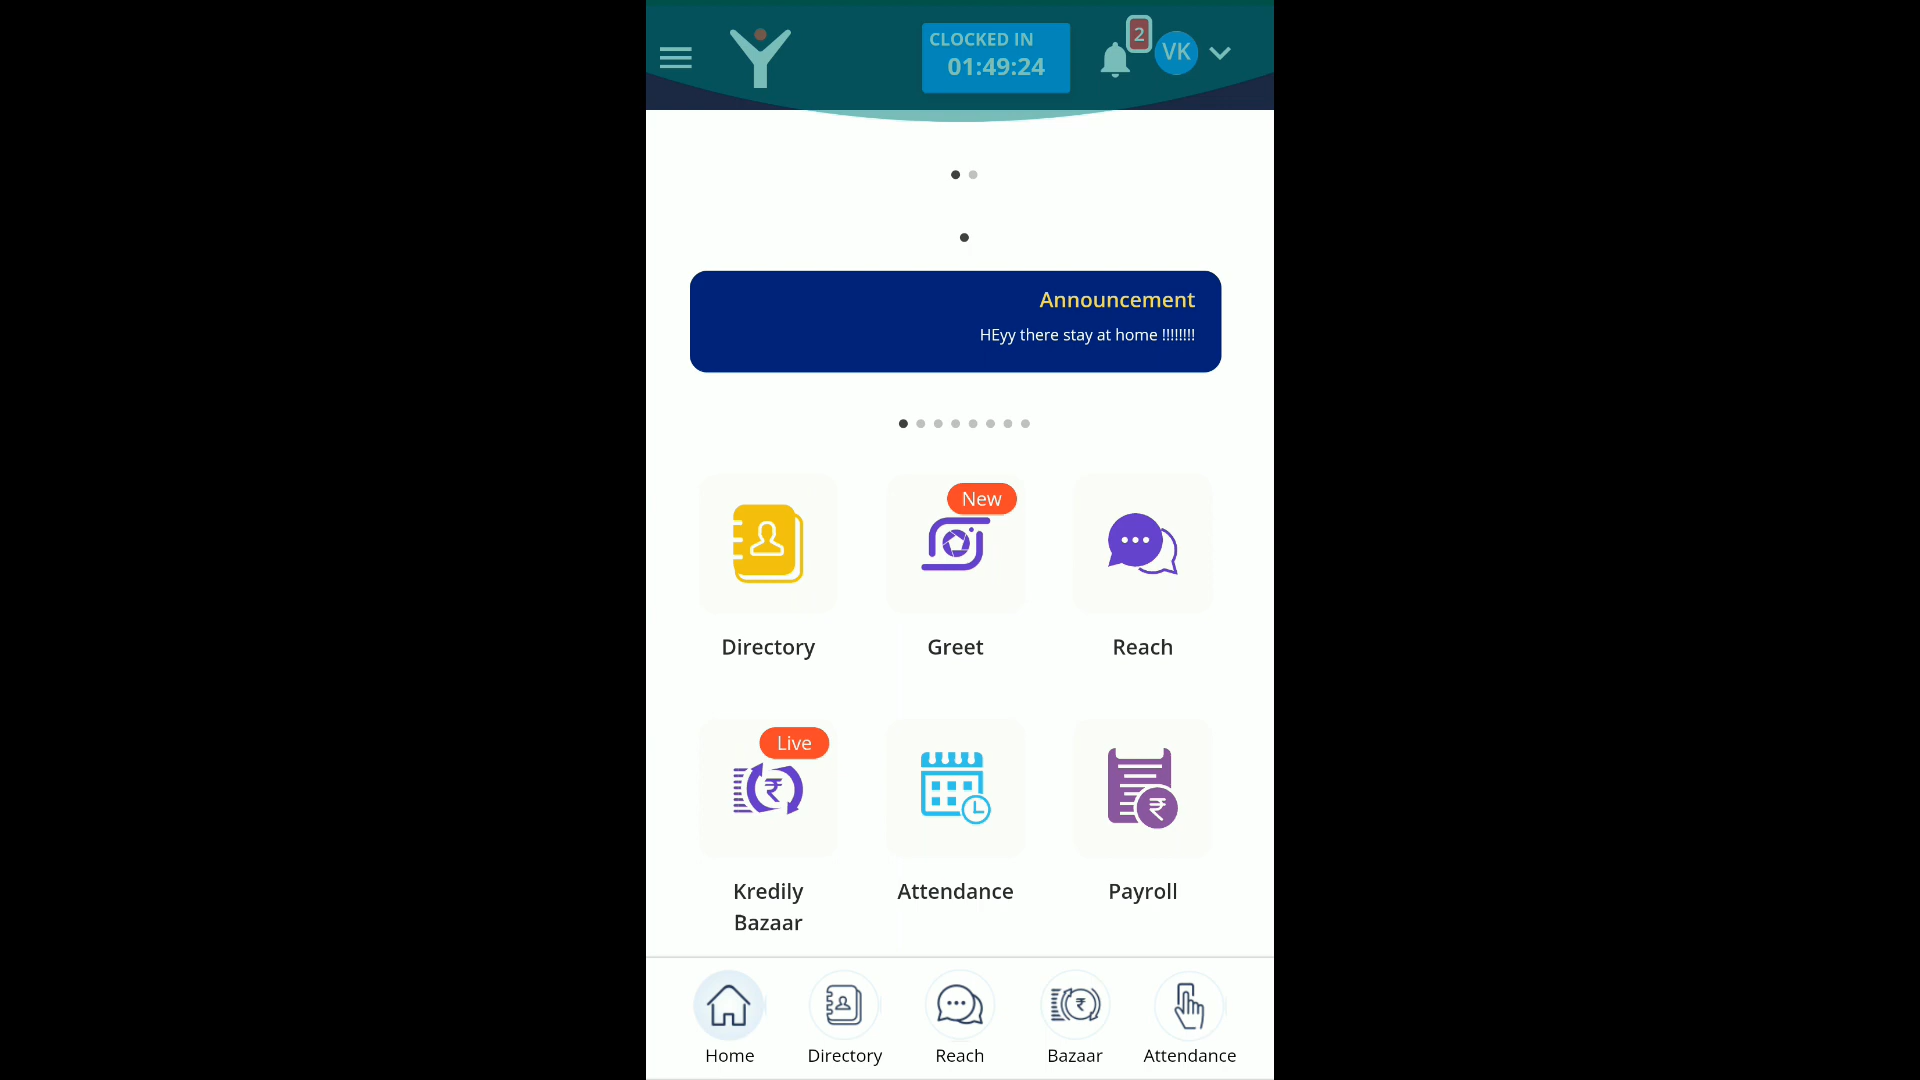 CLOCKED IN
01:49:24
2
VK
Announcement
HEyy there stay at home !!!!!!!!
New
Directory
Greet
Reach
Live
Kredily
Bazaar
Attendance
Payroll
Home
Directory
Reach
Bazaar
Attendance